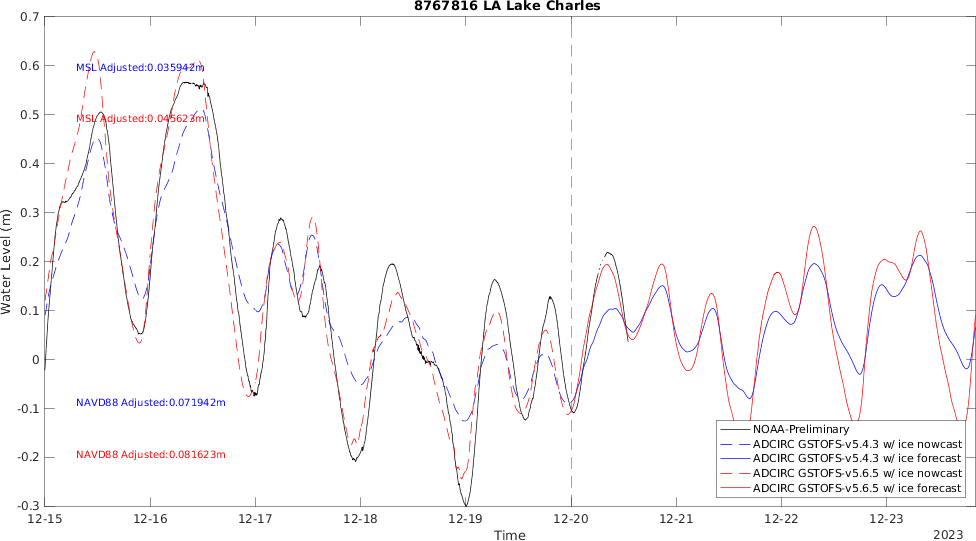 8767816 LA Lake Charles
0.7
0.6
0.5
0.4
0.3
0.2
0.1
0
-0.1
-0.2
-0.3
Water Level (m)
MSL Adjusted:0.035942m
MSL Adjusted:0.045623m
NAVD88 Adjusted:0.071942m
NAVD88 Adjusted:0.081623m
NOAA-Preliminary
ADCIRC GSTOFS-v5.4.3 w/ ice nowcast
ADCIRC GSTOFS-v5.4.3 w/ ice forecast
ADCIRC GSTOFS-v5.6.5 w/ ice nowcast
ADCIRC GSTOFS-v5.6.5 w/ ice forecast
12-15 12-16 12-17 12-18 12-19 12-20 12-21 12-22 12-23
Time
2023